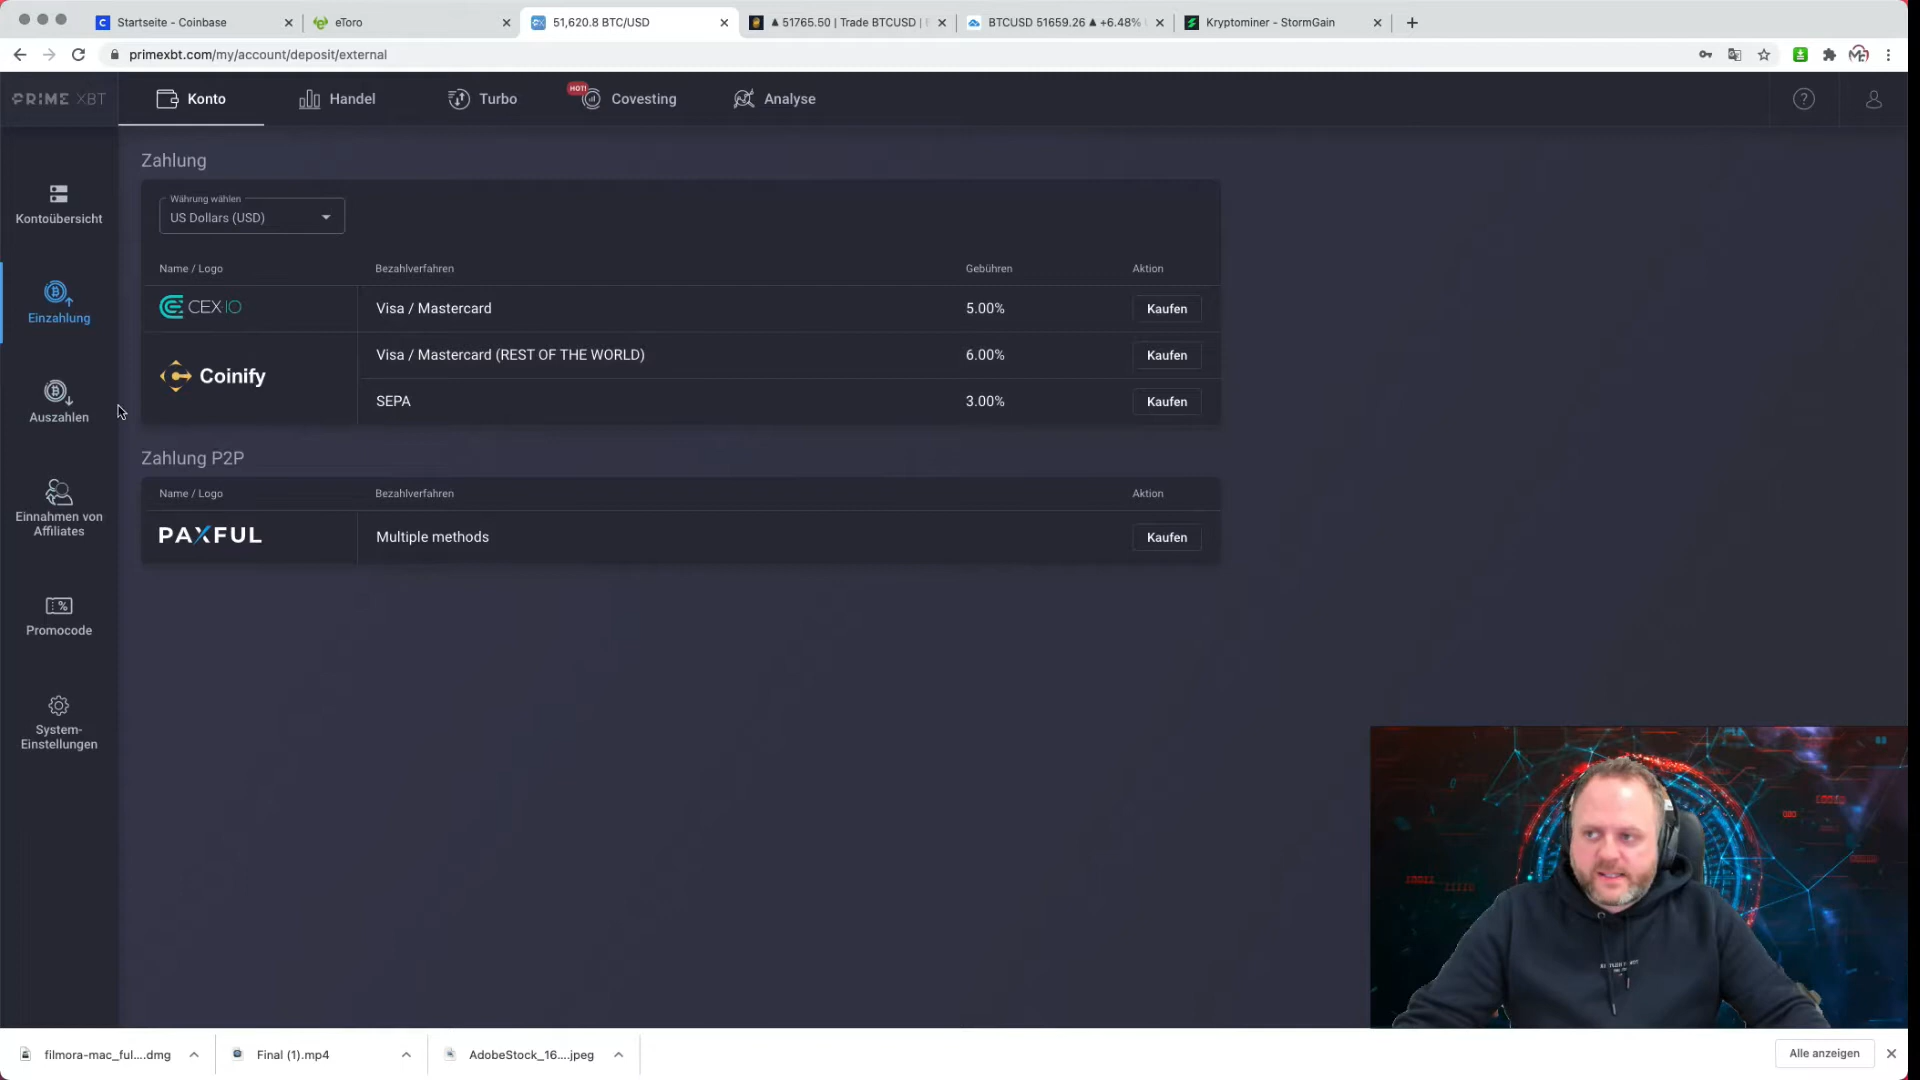 Startseite - Coinbase
eToro
51,620.8 BTC/USD
▲ 51765.50 | Trade BTCUSD |
BTCUSD 51659.26 ▲ +6.48%
Kryptominer - StormGain
primexbt.com/my/account/deposit/external
PRIME XBT
Konto
Handel
Turbo
HOT!
Covesting
Analyse
Kontoübersicht
Einzahlung
Auszahlen
Einnahmen von
Affiliates
Promocode
System-
Einstellungen
Zahlung
Währung wählen
US Dollars (USD)
Name / Logo
Bezahlverfahren
Gebühren
Aktion
CEX.IO
Visa / Mastercard
5.00%
Kaufen
Coinify
Visa / Mastercard (REST OF THE WORLD)
6.00%
Kaufen
SEPA
3.00%
Kaufen
Zahlung P2P
Name / Logo
Bezahlverfahren
Aktion
PAXFUL
Multiple methods
Kaufen
filmora-mac_ful....dmg
Final (1).mp4
AdobeStock_16....jpeg
Alle anzeigen